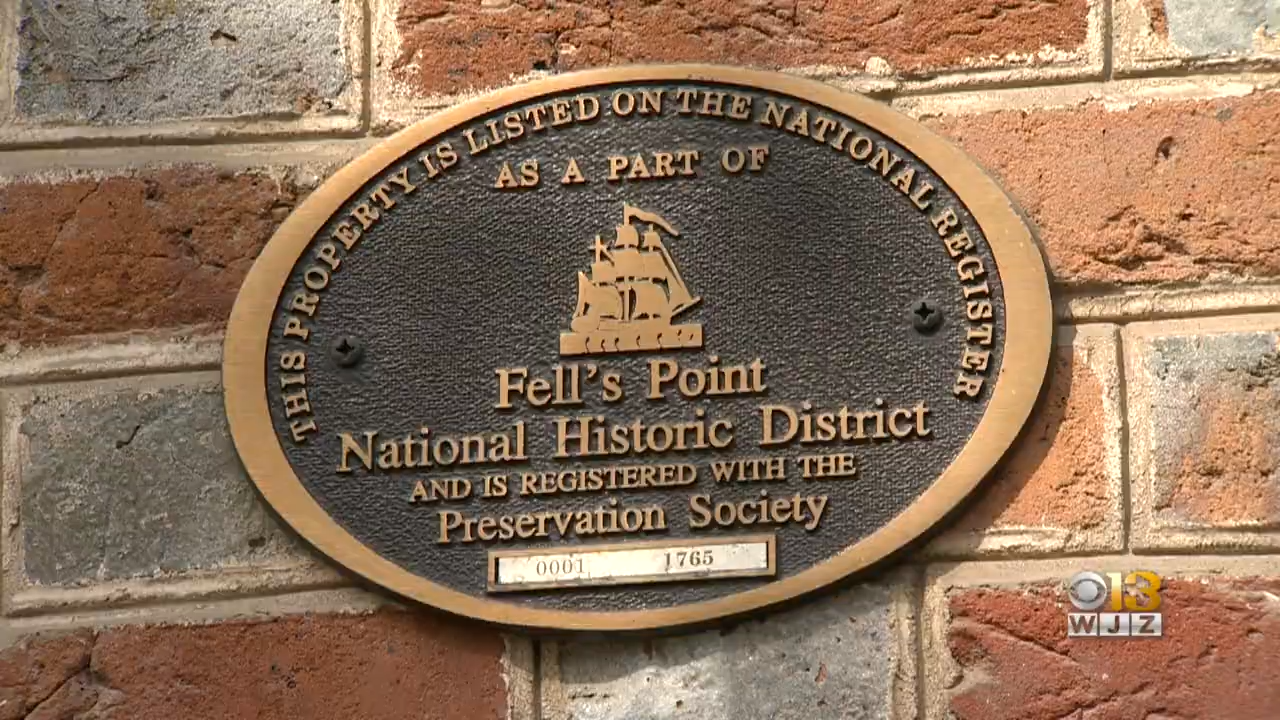 THIS PROPERTY IS LISTED ON THE NATIONAL REGISTER
AS A PART OF
Fell's Point
National Historic District
AND IS REGISTERED WITH THE
Preservation Society
0001 1765
13
WJZ